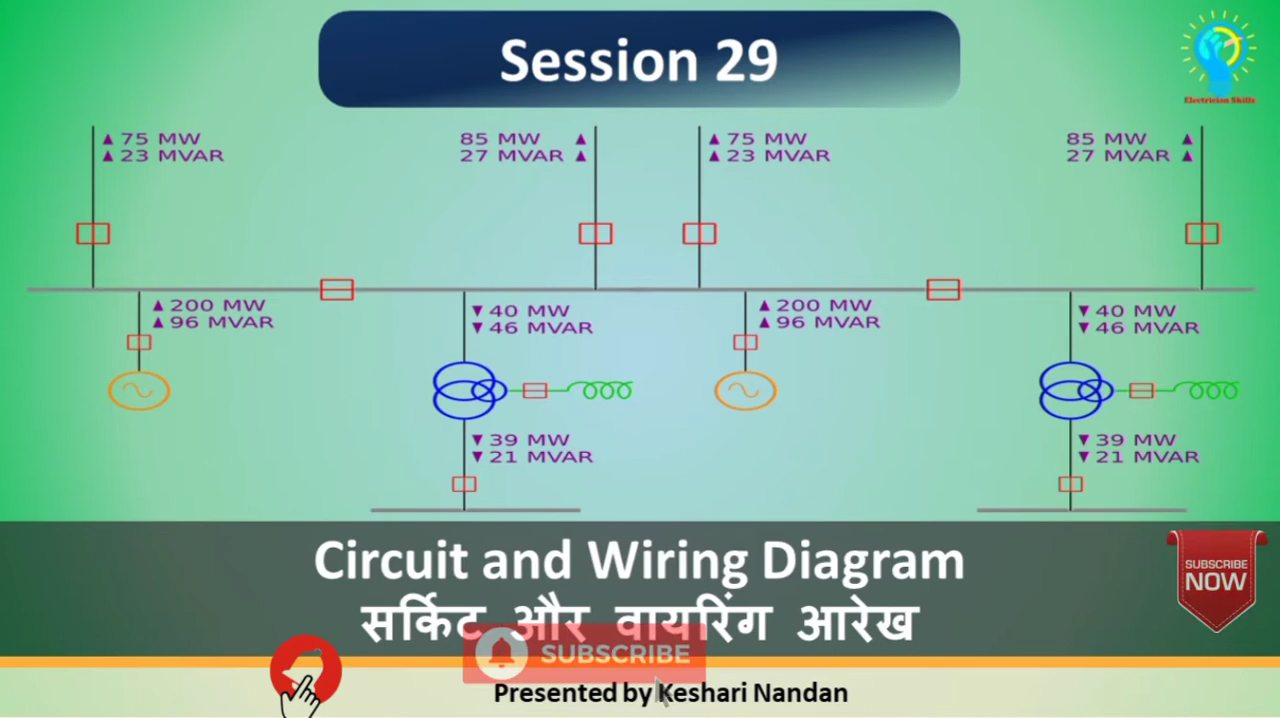 Session 29
Electrician Skills
▲ 75 MW
▲ 23 MVAR
85 MW ▲
27 MVAR ▲
▲ 75 MW
▲ 23 MVAR
85 MW ▲
27 MVAR ▲
▲ 200 MW
▲ 96 MVAR
▼ 40 MW
▼ 46 MVAR
▲ 200 MW
▲ 96 MVAR
▼ 40 MW
▼ 46 MVAR
▼ 39 MW
▼ 21 MVAR
▼ 39 MW
▼ 21 MVAR
Circuit and Wiring Diagram
सर्किट और वायरिंग आरेख
SUBSCRIBE
NOW
SUBSCRIBE
Presented by Keshari Nandan